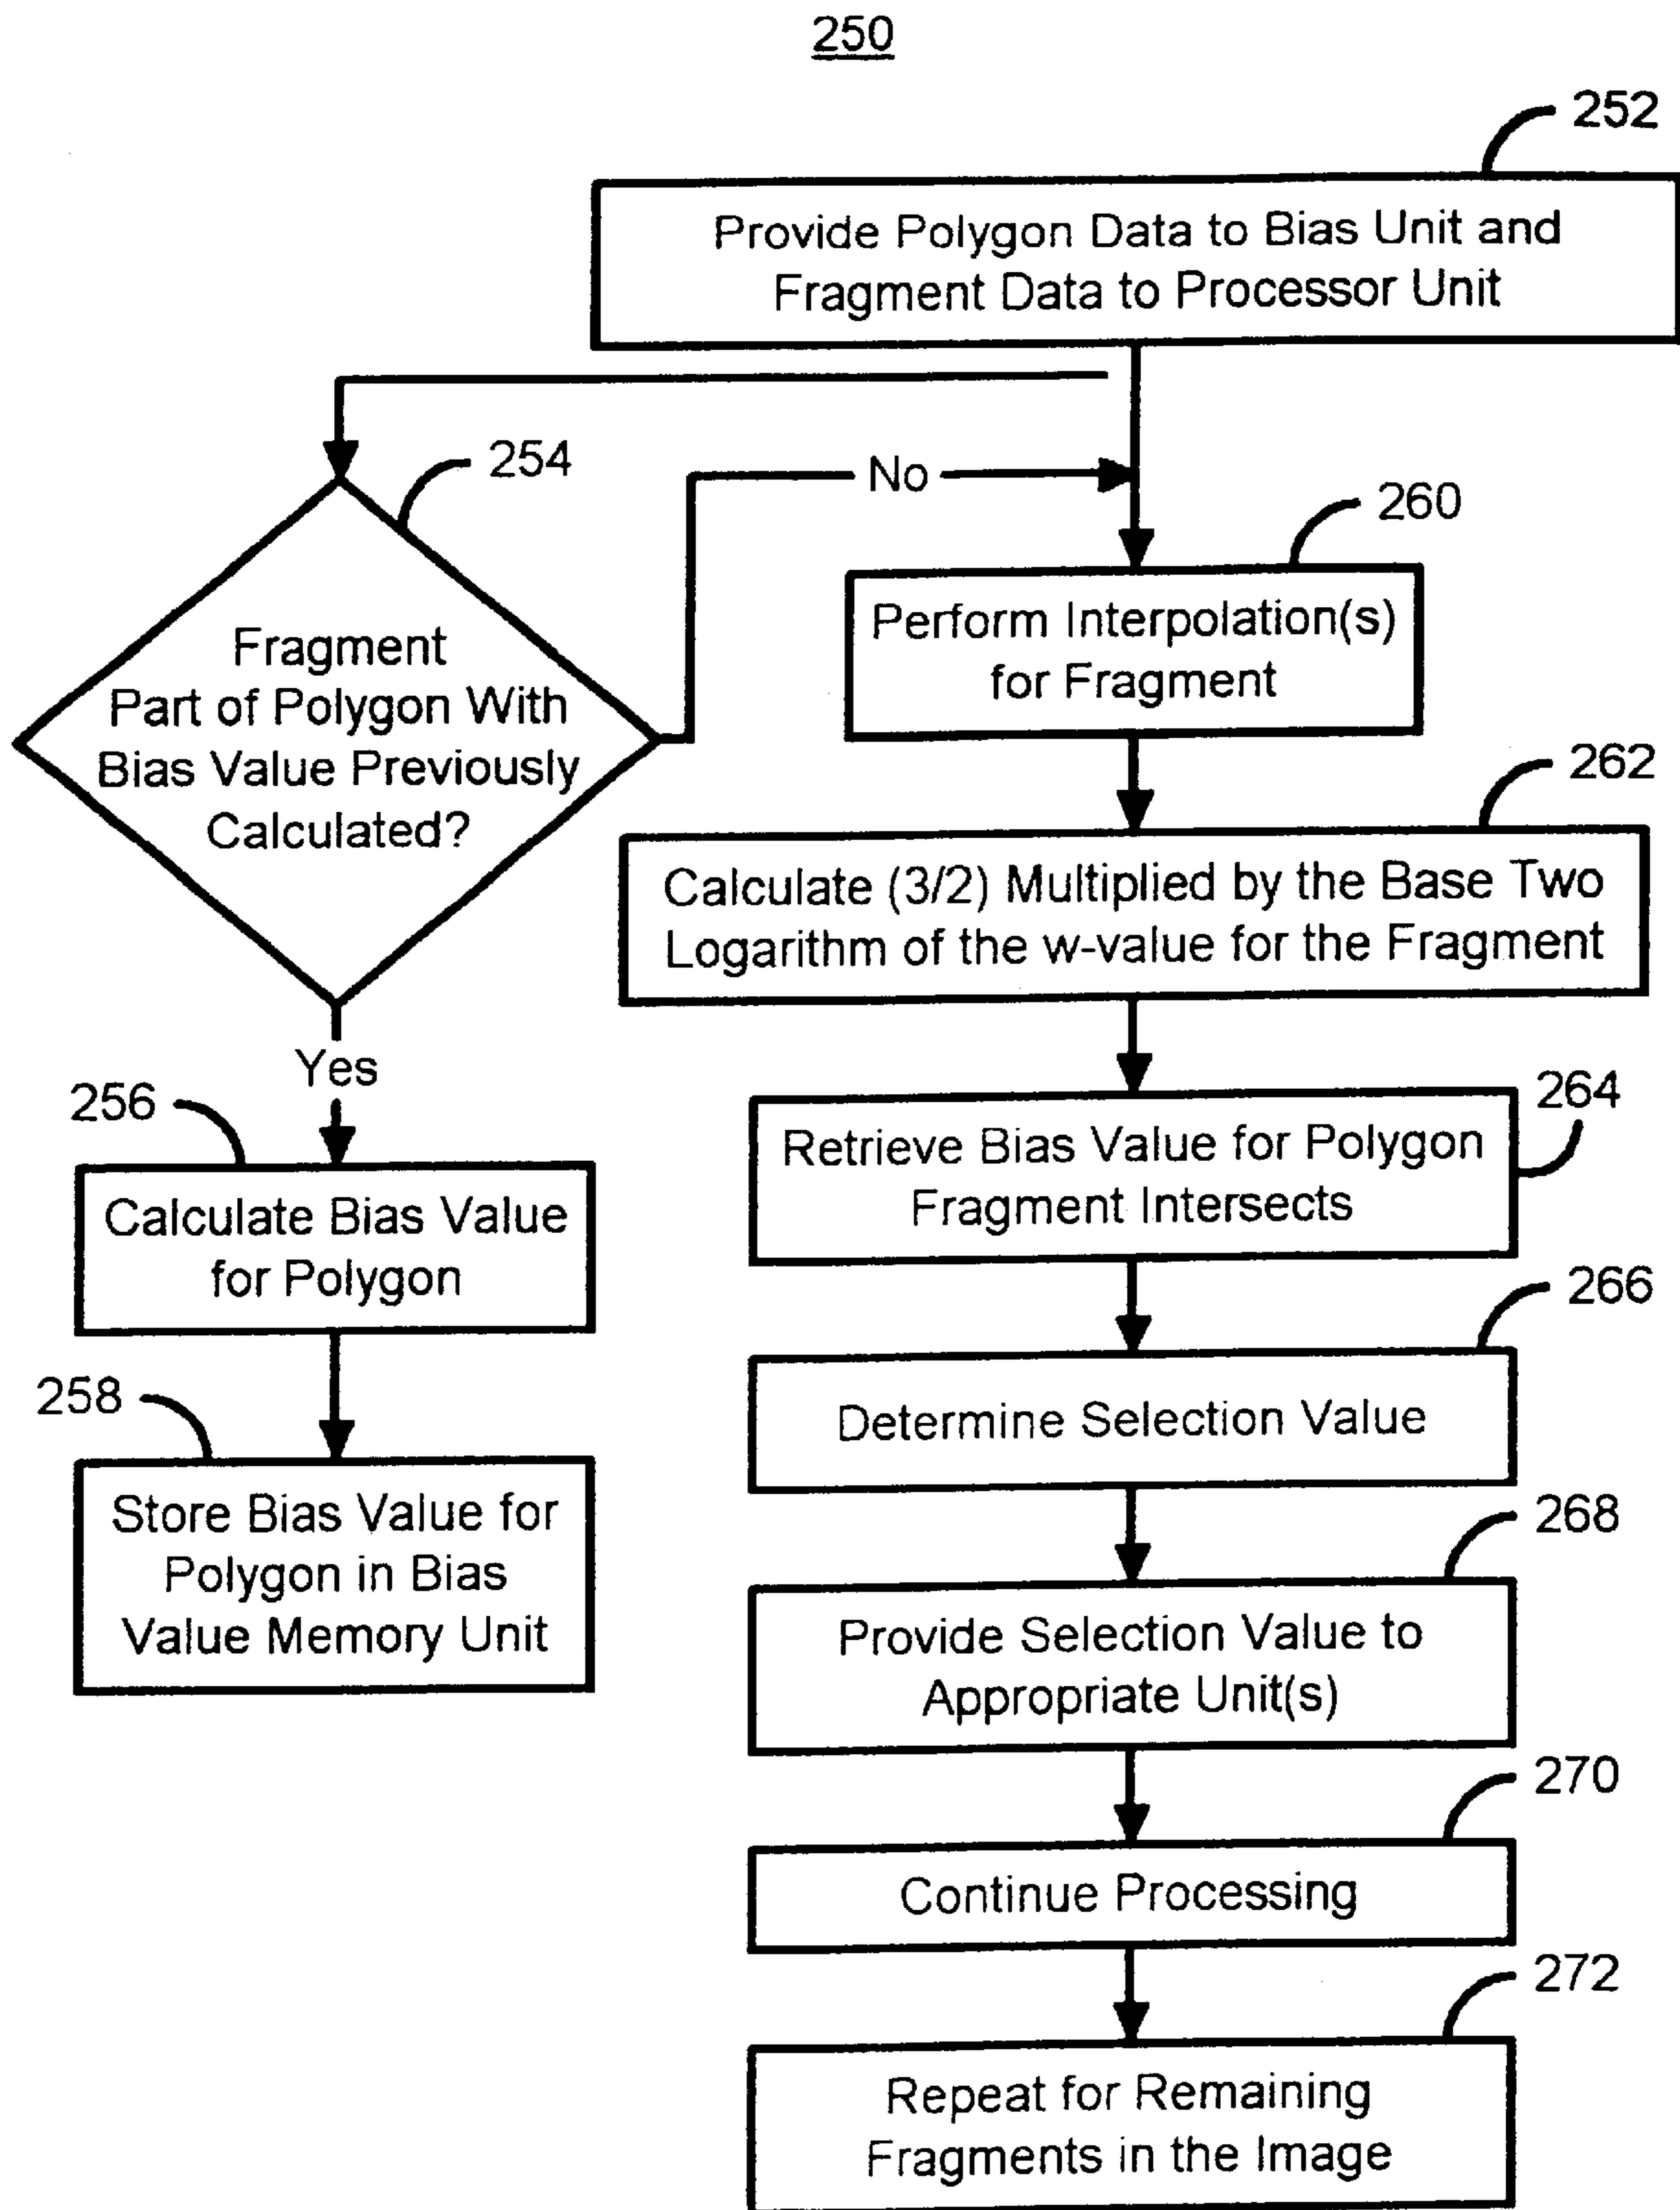 250
252
Provide Polygon Data to Bias Unit and
Fragment Data to Processor Unit
254
No
260
Fragment
Part of Polygon With
Bias Value Previously
Calculated?
Perform Interpolation(s)
for Fragment
262
Calculate (3/2) Multiplied by the Base Two
Logarithm of the w-value for the Fragment
Yes
256
Calculate Bias Value
for Polygon
264
Retrieve Bias Value for Polygon
Fragment Intersects
258
Store Bias Value for
Polygon in Bias
Value Memory Unit
266
Determine Selection Value
268
Provide Selection Value to
Appropriate Unit(s)
270
Continue Processing
272
Repeat for Remaining
Fragments in the Image